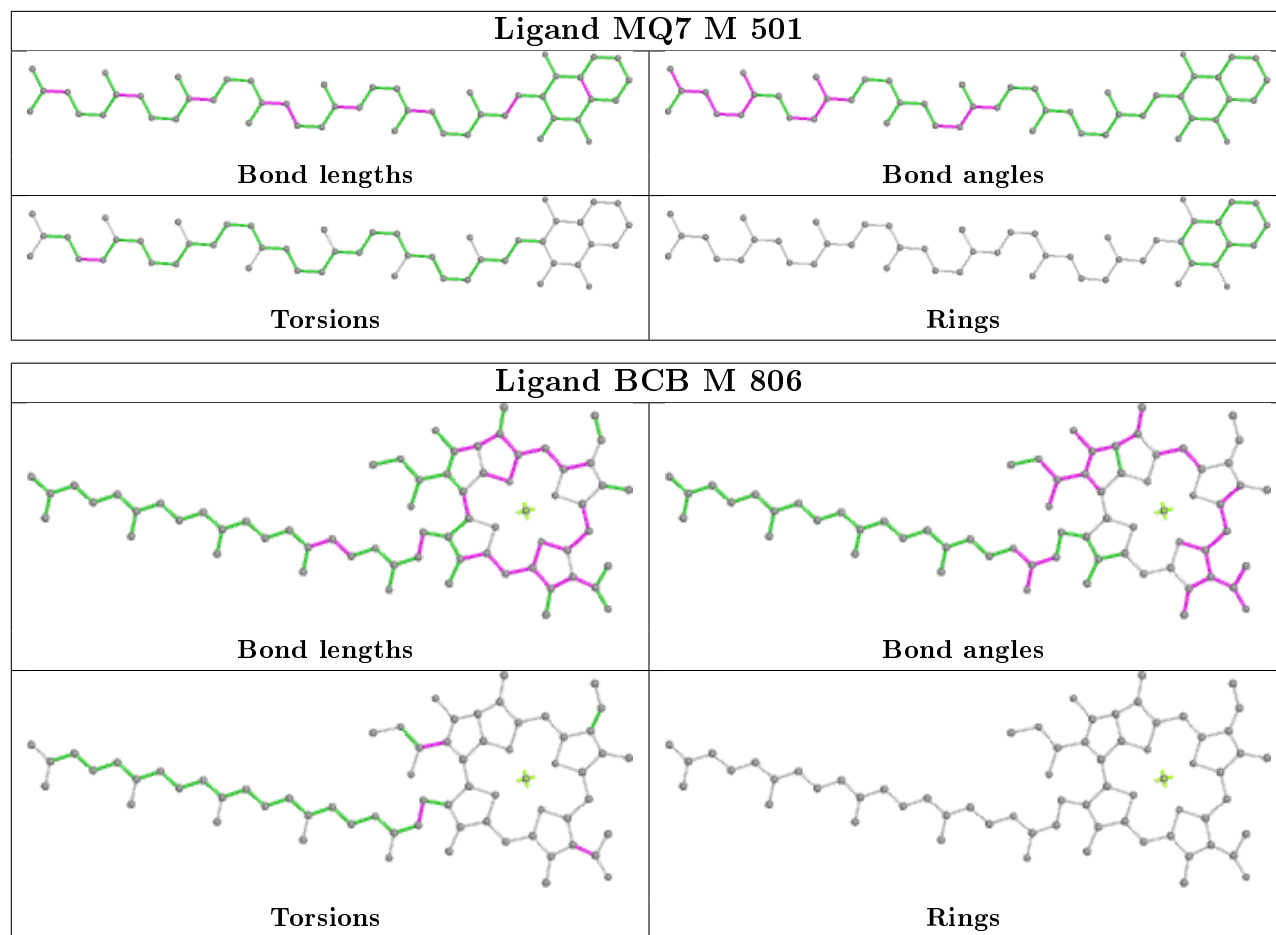 Ligand MQ7 M 501
Bond lengths
Bond angles
Torsions
Rings
Ligand BCB M 806
Bond lengths
Bond angles
Torsions
Rings